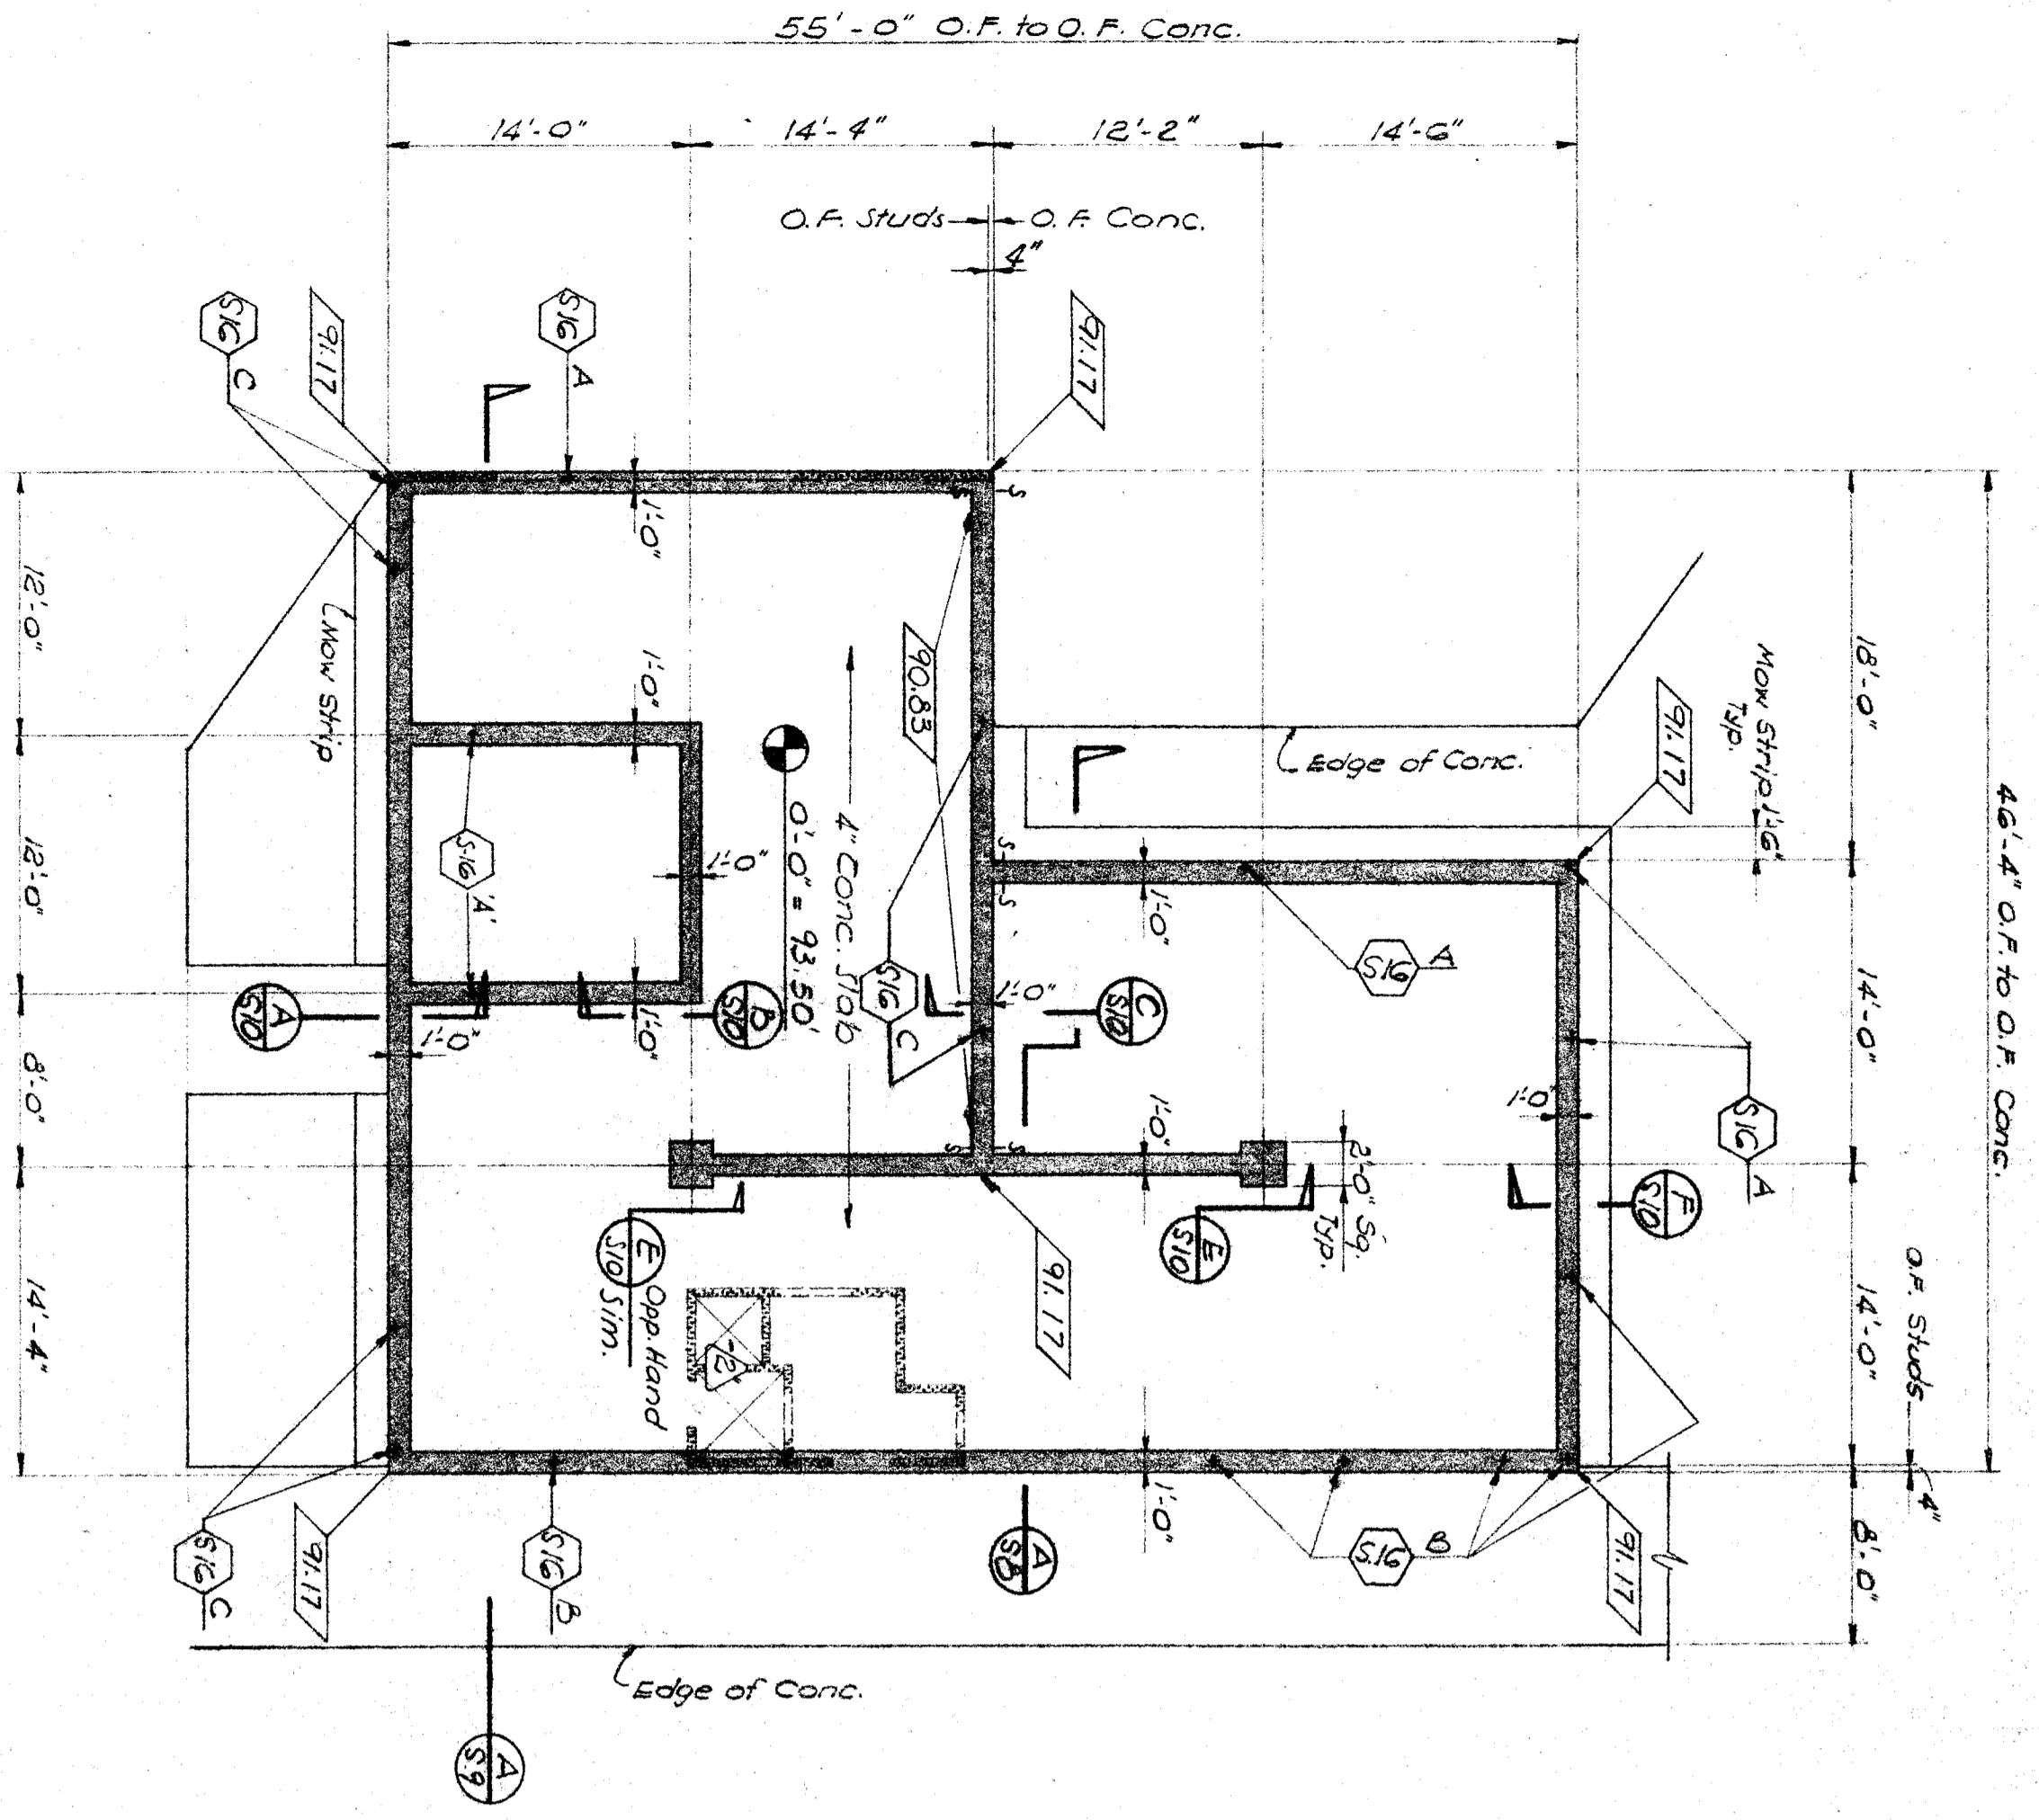 55'-0" O.F. to O.F. Conc.
14'-0"
14'-4"
12'-2"
14'-6"
O.F. Studs
O.F. Conc.
4"
S16
C
91.17
S16
A
91.17
S
S
1'-0"
12'-0"
Mow Strip
1'-0"
90.83
Edge of Conc.
Mow Strip 1'-6"
Typ.
91.17
18'-0"
46'-4" O.F. to O.F. Conc.
0'-0" = 93.50'
4" Conc. Slab
1'-0"
S16
'A'
12'-0"
S
S
1'-0"
S16
A
14'-0"
S16
C
1'-0"
A
S10
1'-0"
1'-0"
B
S10
C
S10
8'-0"
1'-0"
1'-0"
S16
A
S
S
2'-0" Sq.
Typ.
F
S10
E
S10
Opp. Hand
Sim.
E
S10
91.17
-2"
14'-4"
14'-0"
O.F. Studs
4"
1'-0"
S16
C
91.17
S16
B
A
S8
S16
B
91.17
8'-0"
Edge of Conc.
A
S9